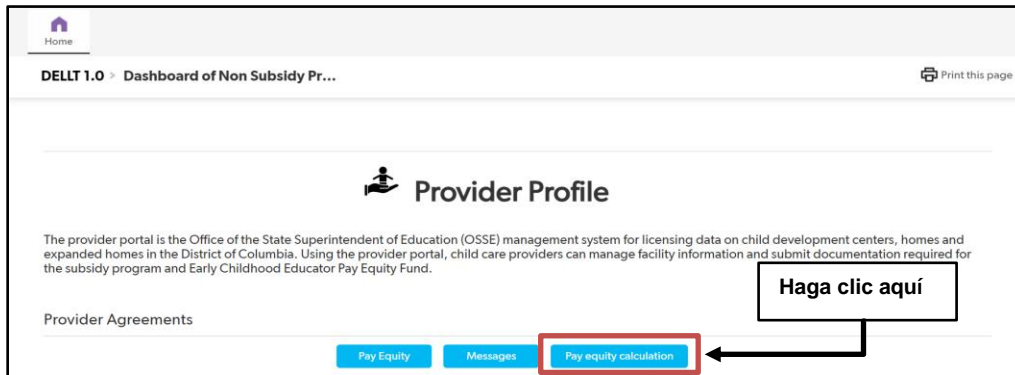 Home
DELLT 1.0 > Dashboard of Non Subsidy Pr...
Print this page
Provider Profile
The provider portal is the Office of the State Superintendent of Education (OSSE) management system for licensing data on child development centers, homes and
expanded homes in the District of Columbia. Using the provider portal, child care providers can manage facility information and submit documentation required for
the subsidy program and Early Childhood Educator Pay Equity Fund.
Haga clic aquí
Provider Agreements
Pay Equity
Messages
Pay equity calculation